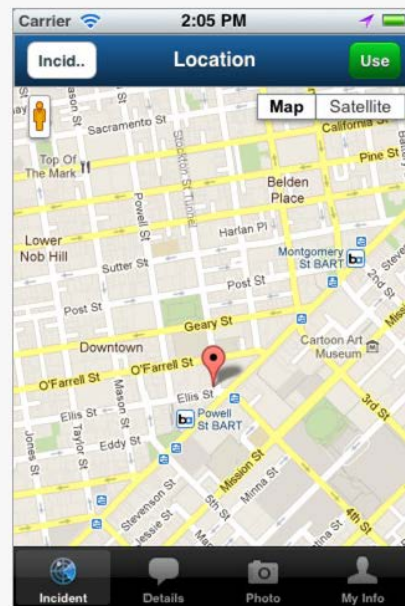 Carrier 2:05 PM
Incid.. Location Use
Map Satellite
California St
Sacramento St
Pine St
Top Of
The Mark
Stockton St Tunnel
Powell St
Mason St
Belden
Place
Harlan Pl
Lower
Nob Hill
Montgomery
St BART
Sutter St
Post St
2nd St
Post St
Geary St
Cartoon Art
Museum
Downtown
O'Farrell St
O'Farrell St
Ellis St
Ellis St
Powell
St BART
Mason St
Eddy St
Taylor St
Jones St
3rd St
Mission St
Minna St
Stevenson St
Jessie St
5th St
4th St
Incident Details Photo My Info